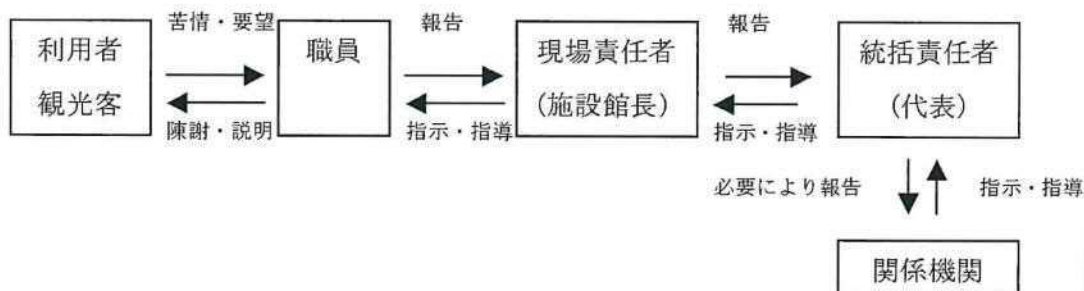 苦情・要望
報告
報告
利用者
観光客
職員
現場責任者
(施設館長)
統括責任者
(代表)
陳謝・説明
指示・指導
指示・指導
必要により報告
指示・指導
関係機関